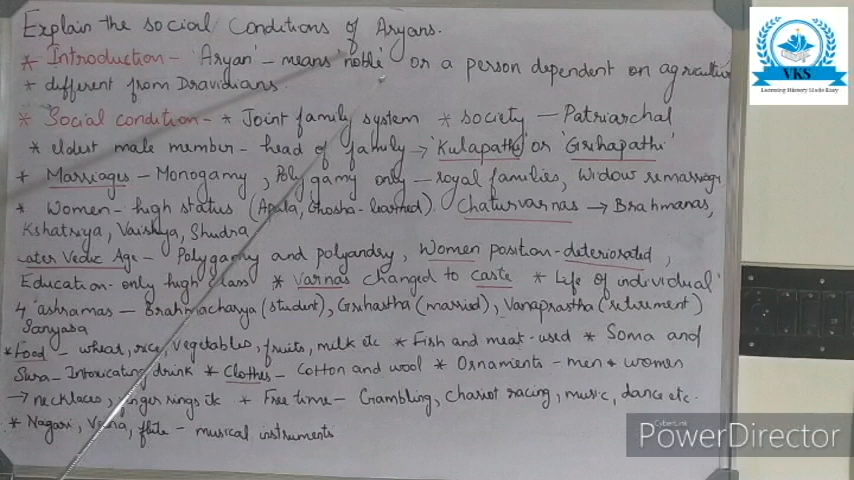 Explain the social Conditions of Aryans.
* Introduction - 'Aryan' - means 'noble' or a person dependent on agriculture
* different from Dravidians.
* Social condition - * Joint family system * society - Patriarchal
* eldest male member - head of family → 'Kulapathi' or 'Grihapathi'
* Marriages - Monogamy, Polygamy only - royal families, Widow remarriage
* Women - high status (Apala, Ghosha - learned). Chaturvarnas → Brahmanas,
Kshatriya, Vaishya, Shudra
Later Vedic Age - Polygamy and polyandry, Women position - deteriorated,
Education - only high class * Varnas changed to caste * Life of individual
4 ashramas - Brahmacharya (student), Grihastha (married), Vanaprastha (retirement)
Sanyasa
* Food - wheat, rice, vegetables, fruits, milk etc * Fish and meat - used * Soma and
Sura - Intoxicating drink * Clothes - Cotton and wool * Ornaments - men & women
→ necklaces, finger rings etc * Free time - Gambling, Chariot racing, music, dance etc.
* Nagari, Veena, flute - musical instruments
VKS
Learning History Made Easy
CyberLink
PowerDirector